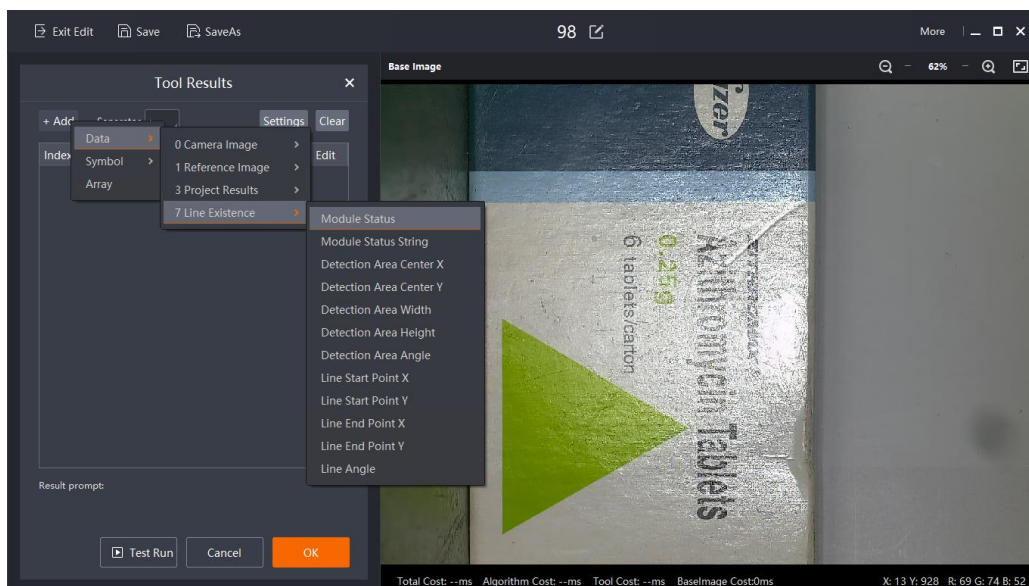 Exit Edit Save SaveAs 98 More
Base Image 62%
Tool Results
+ Add Settings Clear
Index Edit
Data
Symbol
Array
0 Camera Image
1 Reference Image
3 Project Results
7 Line Existence
Module Status
Module Status String
Detection Area Center X
Detection Area Center Y
Detection Area Width
Detection Area Height
Detection Area Angle
Line Start Point X
Line Start Point Y
Line End Point X
Line End Point Y
Line Angle
Result prompt:
Test Run Cancel OK
zer
Azithromycin Tablets
0.25g
6 tablets/carton
Total Cost: --ms Algorithm Cost: --ms Tool Cost: --ms BaseImage Cost:0ms X: 13 Y: 928 R: 69 G: 74 B: 52